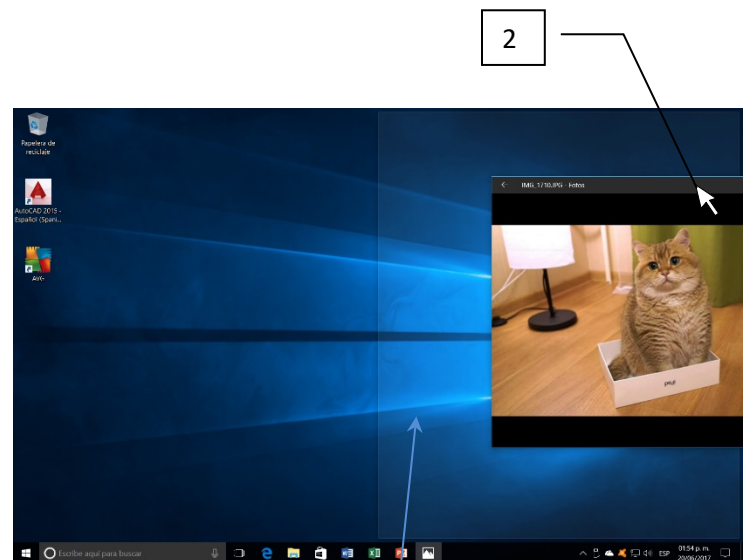 2
Papelera de
reciclaje
AutoCAD 2015 -
Español (Spani...
AVG
IMG_1710.JPG - Fotos
Escribe aquí para buscar
ESP
01:54 p. m.
20/06/2017